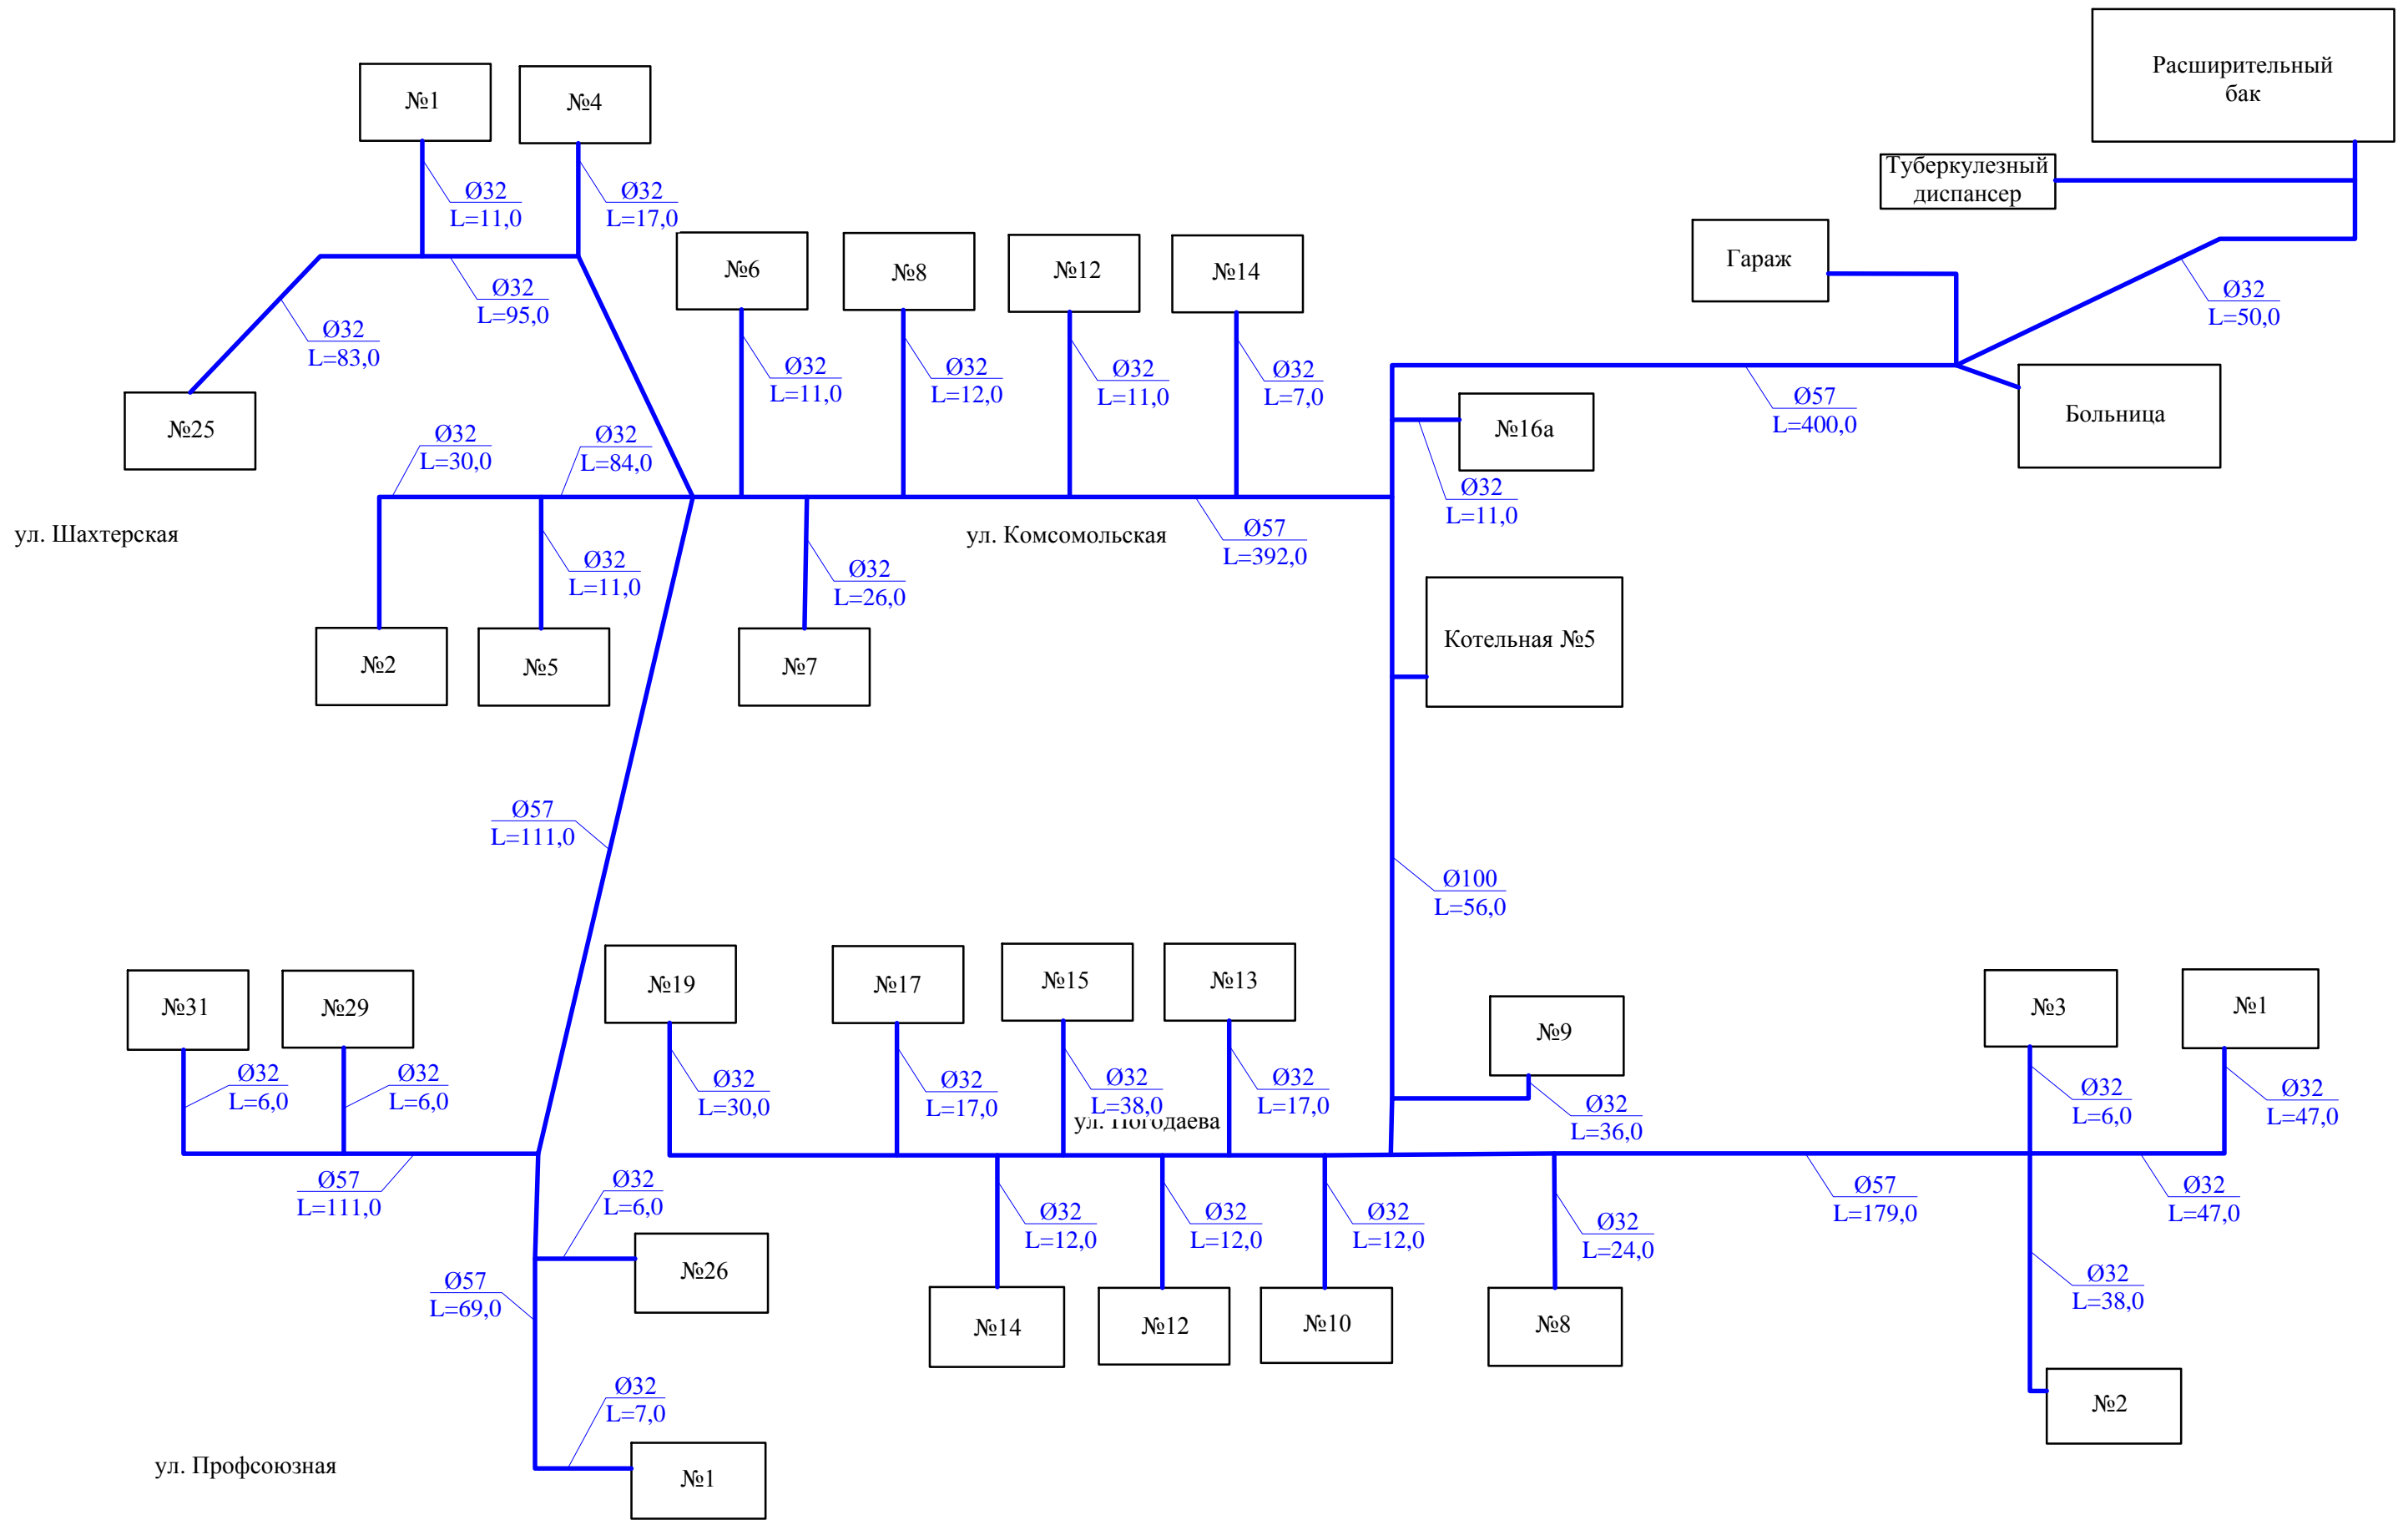 Расширительный
бак
№1
№4
Туберкулезный
диспансер
Ø32
L=11,0
Ø32
L=17,0
Гараж
№6
№8
№12
№14
Ø32
L=95,0
Ø32
L=50,0
Ø32
L=83,0
Ø32
L=11,0
Ø32
L=12,0
Ø32
L=11,0
Ø32
L=7,0
Ø57
L=400,0
Больница
№25
№16а
Ø32
L=30,0
Ø32
L=84,0
Ø32
L=11,0
ул. Шахтерская
ул. Комсомольская
Ø57
L=392,0
Ø32
L=11,0
Ø32
L=26,0
Котельная №5
№2
№5
№7
Ø57
L=111,0
Ø100
L=56,0
№31
№29
№19
№17
№15
№13
№9
№3
№1
Ø32
L=6,0
Ø32
L=6,0
Ø32
L=30,0
Ø32
L=17,0
Ø32
L=38,0
Ø32
L=17,0
Ø32
L=36,0
Ø32
L=6,0
Ø32
L=47,0
ул. Погодаева
Ø57
L=111,0
Ø32
L=6,0
Ø32
L=12,0
Ø32
L=12,0
Ø32
L=12,0
Ø32
L=24,0
Ø57
L=179,0
Ø32
L=47,0
Ø57
L=69,0
№26
Ø32
L=38,0
№14
№12
№10
№8
Ø32
L=7,0
№2
ул. Профсоюзная
№1